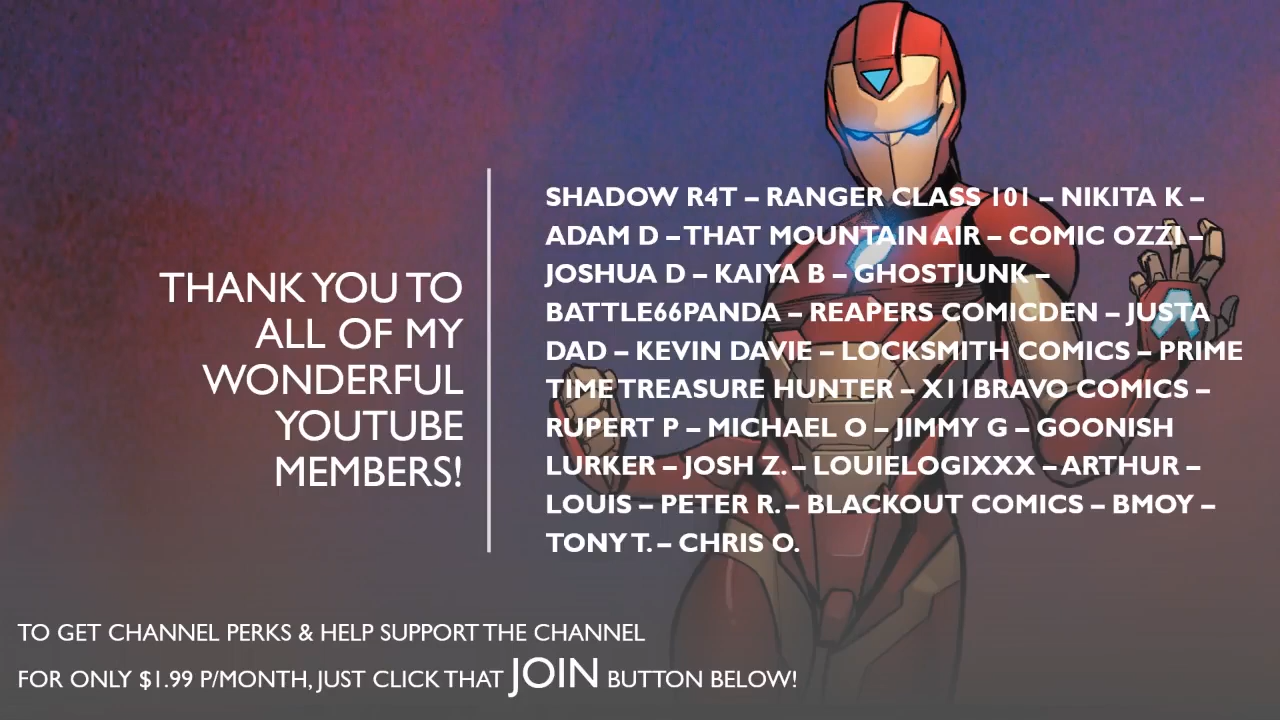 THANK YOU TO
ALL OF MY
WONDERFUL
YOUTUBE
MEMBERS!
SHADOW R4T – RANGER CLASS 101 – NIKITA K –
ADAM D – THAT MOUNTAIN AIR – COMIC OZZI –
JOSHUA D – KAIYA B – GHOSTJUNK –
BATTLE66PANDA – REAPERS COMICDEN – JUSTA
DAD – KEVIN DAVIE – LOCKSMITH COMICS – PRIME
TIME TREASURE HUNTER – X11BRAVO COMICS –
RUPERT P – MICHAEL O – JIMMY G – GOONISH
LURKER – JOSH Z. – LOUIELOGIXXX – ARTHUR –
LOUIS – PETER R. – BLACKOUT COMICS – BMOY –
TONY T. – CHRIS O.
TO GET CHANNEL PERKS & HELP SUPPORT THE CHANNEL
FOR ONLY $1.99 P/MONTH, JUST CLICK THAT JOIN BUTTON BELOW!